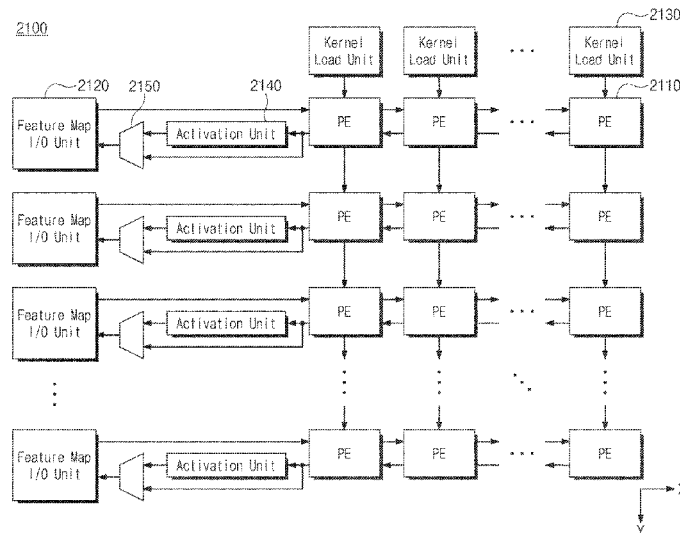 2100
Kernel
Load Unit
Kernel
Load Unit
...
Kernel
Load Unit
2130
2120
2150
2140
2110
Feature Map
I/O Unit
Activation Unit
PE
PE
...
PE
Feature Map
I/O Unit
Activation Unit
PE
PE
...
PE
Feature Map
I/O Unit
Activation Unit
PE
PE
...
PE
Feature Map
I/O Unit
Activation Unit
PE
PE
...
PE
Y